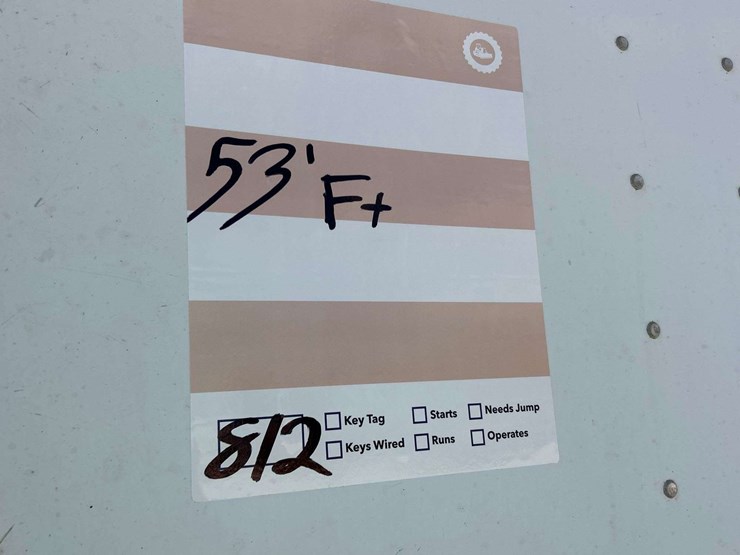 53' Ft
812
Key Tag
Starts
Needs Jump
Keys Wired
Runs
Operates